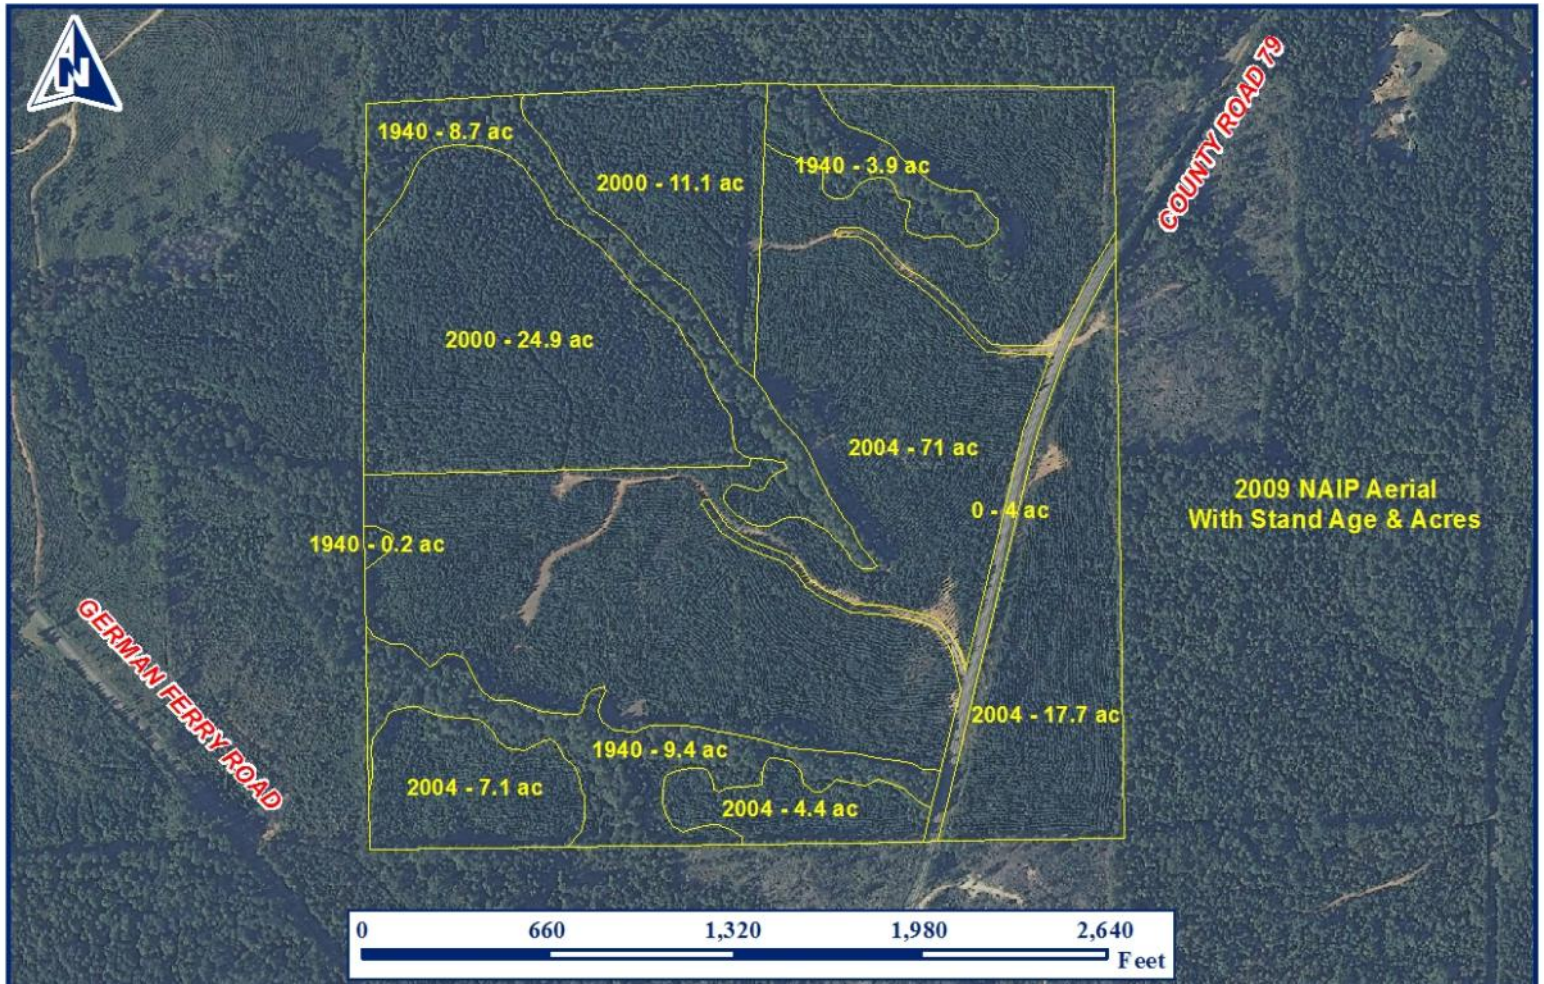 N
COUNTY ROAD 79
1940 - 8.7 ac
1940 - 3.9 ac
2000 - 11.1 ac
2000 - 24.9 ac
2004 - 71 ac
0 - 4 ac
2009 NAIP Aerial
With Stand Age & Acres
1940 - 0.2 ac
GERMAN FERRY ROAD
2004 - 17.7 ac
1940 - 9.4 ac
2004 - 7.1 ac
2004 - 4.4 ac
0 660 1,320 1,980 2,640
Feet